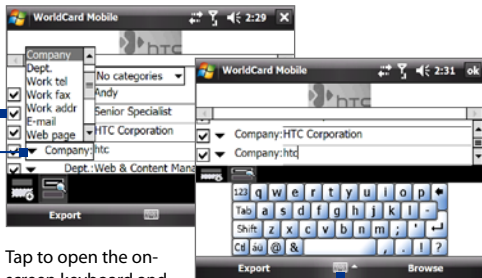 WorldCard Mobile 2:29
htc
Company
Dept.
Work tel
Work fax
Work addr
E-mail
Web page
No categories
Andy
Senior Specialist
HTC Corporation
Company:htc
Dept.:Web & Content Mana
Export
WorldCard Mobile 2:31 ok
htc
Company:HTC Corporation
Company:htc
123 q w e r t y u i o p
Tab a s d f g h j k l -
Shift z x c v b n m ; '
Ctl áü @ & , . ! ?
Export Browse
Tap to open the on-
screen keyboard and